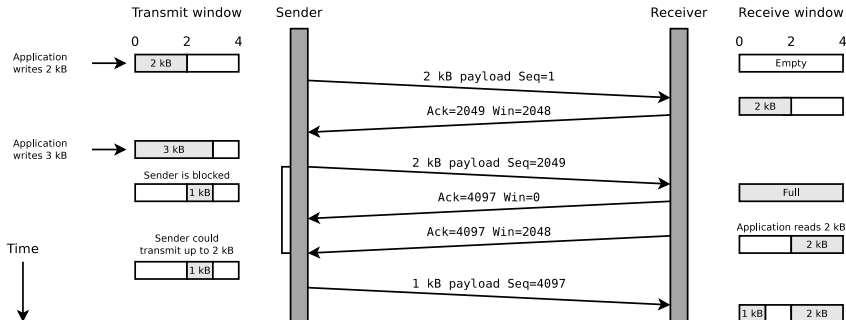 Transmit window
Sender
Receiver
Receive window
0 2 4
0 2 4
Application
writes 2 kB
2 kB
Empty
2 kB payload Seq=1
2 kB
Ack=2049 Win=2048
Application
writes 3 kB
3 kB
2 kB payload Seq=2049
Sender is blocked
1 kB
Full
Ack=4097 Win=0
Application reads 2 kB
Ack=4097 Win=2048
2 kB
Sender could
transmit up to 2 kB
1 kB
Time
1 kB payload Seq=4097
1 kB
2 kB